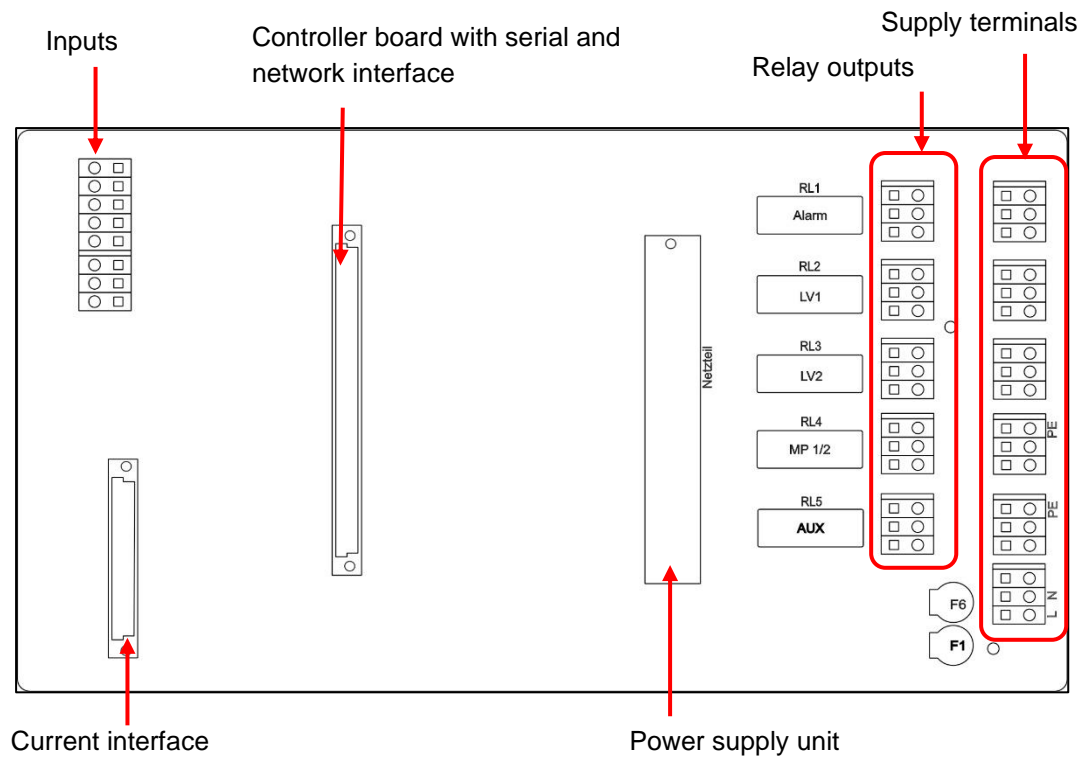 Supply terminals
Inputs
Controller board with serial and
network interface
Relay outputs
RL1
Alarm
RL2
LV1
RL3
LV2
Netzteil
RL4
MP 1/2
PE
RL5
AUX
PE
F6
L N
F1
Current interface
Power supply unit